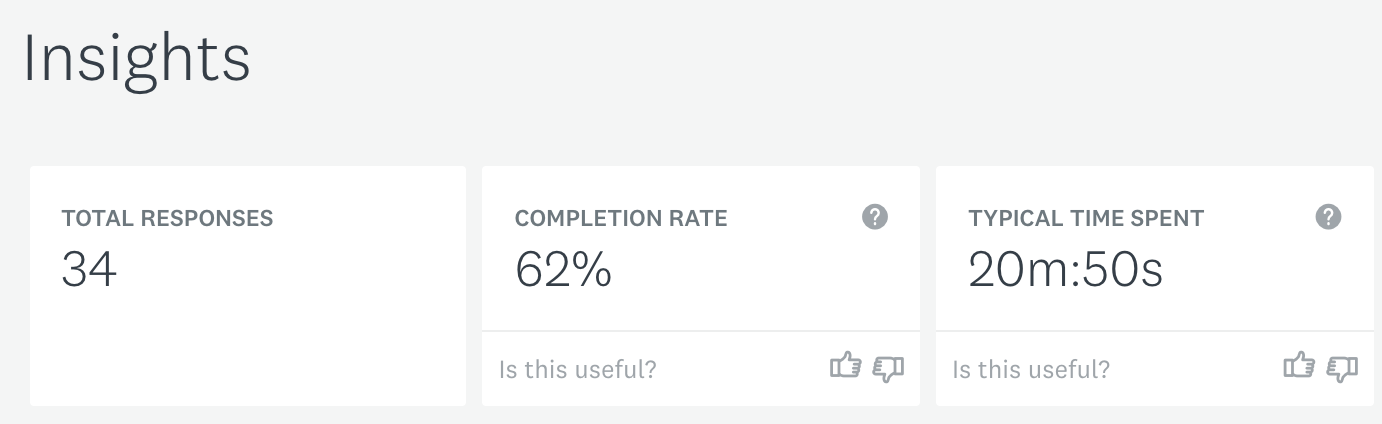 Insights
TOTAL RESPONSES
34
COMPLETION RATE
?
62%
Is this useful?
TYPICAL TIME SPENT
?
20m:50s
Is this useful?